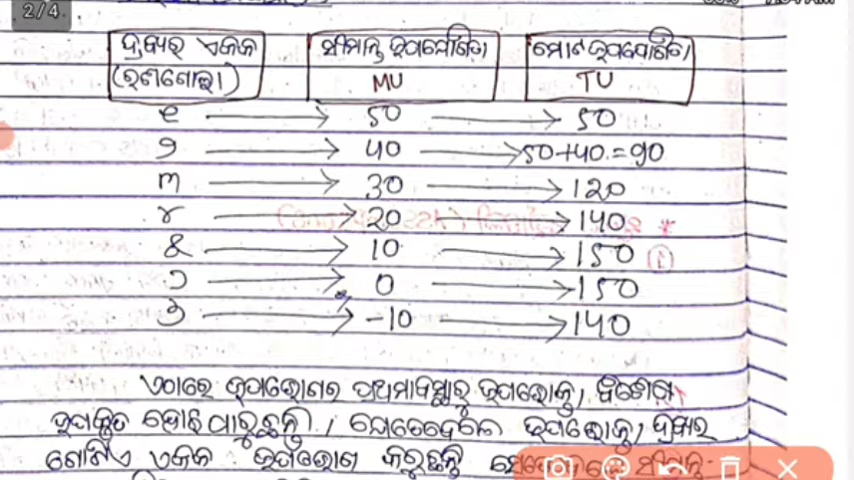 2/4
ଦ୍ରବ୍ୟର ଏକକ ସୀମାନ୍ତ ଉପଯୋଗିତା ମୋଟ ଉପଯୋଗିତା
(ରସଗୋଲା) MU TU
୧ → 50 → 50
୨ → 40 → 50+40=90
୩ → 30 → 120
୪ → 20 → 140
୫ → 10 → 150
୬ → 0 → 150
୭ → -10 → 140
ଏଠାରେ ଉପଭୋଗର ପ୍ରଥମାବସ୍ଥାରୁ ଉପଭୋକ୍ତା ବିଶେଷ
ଉପକୃତ ହୋଇ ପାରୁଛନ୍ତି । ଯେତେବେଳେ ଉପଭୋକ୍ତା ଦ୍ରବ୍ୟର
ଗୋଟିଏ ଏକକ ଉପଭୋଗ କରୁଛନ୍ତି